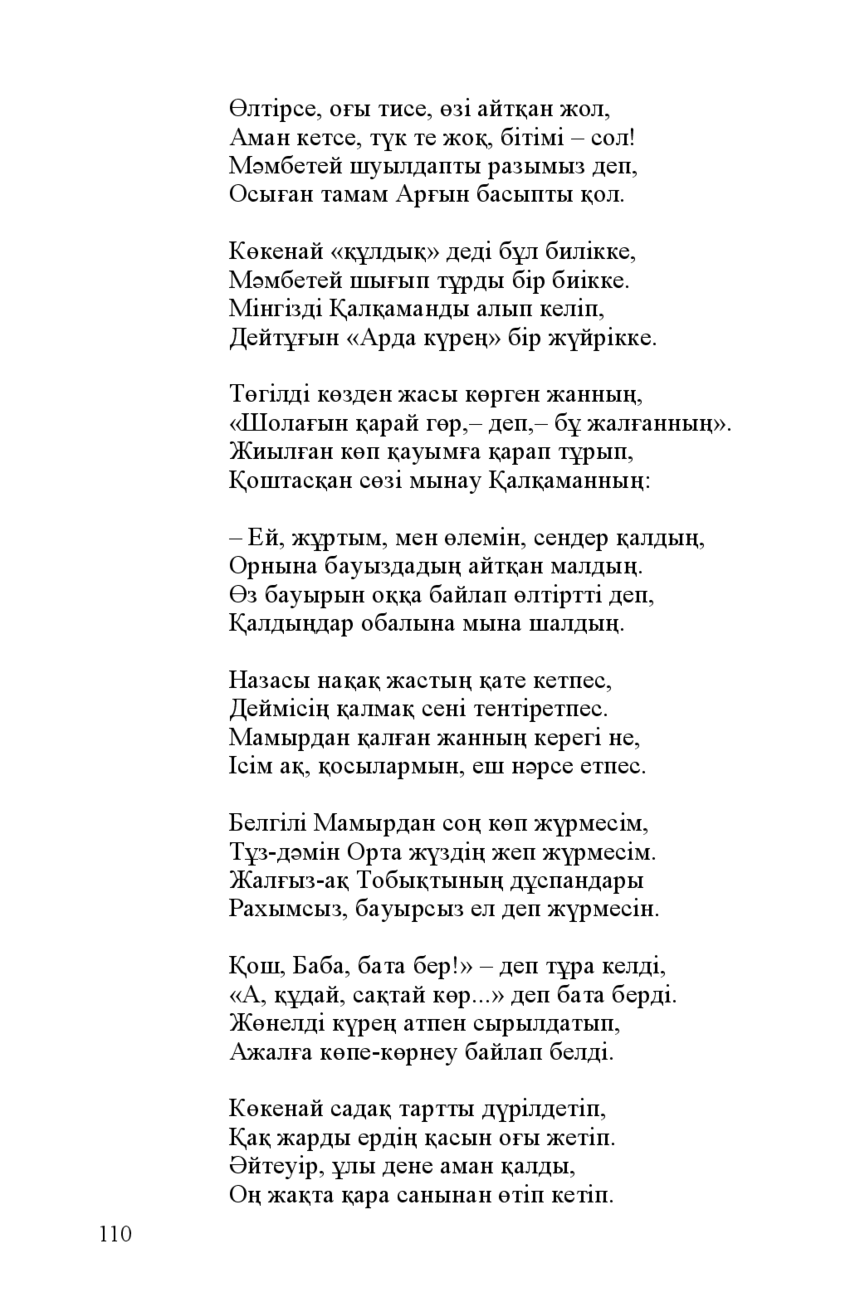 Өлтірсе, оғы тисе, өзі айтқан жол,
Аман кетсе, түк те жоқ, бітімі – сол!
Мәмбетей шуылдапты разымыз деп,
Осыған тамам Арғын басыпты қол.
Көкенай «құлдық» деді бұл билікке,
Мәмбетей шығып тұрды бір биікке.
Мінгізді Қалқаманды алып келіп,
Дейтұғын «Арда күрең» бір жүйрікке.
Төгілді көзден жасы көрген жанның,
«Шолағын қарай гөр,– деп,– бұ жалғанның».
Жиылған көп қауымға қарап тұрып,
Қоштасқан сөзі мынау Қалқаманның:
– Ей, жұртым, мен өлемін, сендер қалдың,
Орнына бауыздадың айтқан малдың.
Өз бауырын оққа байлап өлтіртті деп,
Қалдыңдар обалына мына шалдың.
Назасы нақақ жастың қате кетпес,
Деймісің қалмақ сені тентіретпес.
Мамырдан қалған жанның керегі не,
Ісім ақ, қосылармын, еш нәрсе етпес.
Белгілі Мамырдан соң көп жүрмесім,
Тұз-дәмін Орта жүздің жеп жүрмесім.
Жалғыз-ақ Тобықтының дұспандары
Рахымсыз, бауырсыз ел деп жүрмесін.
Қош, Баба, бата бер!» – деп тұра келді,
«А, құдай, сақтай көр...» деп бата берді.
Жөнелді күрең атпен сырылдатып,
Ажалға көпе-көрнеу байлап белді.
Көкенай садақ тартты дүрілдетіп,
Қақ жарды ердің қасын оғы жетіп.
Әйтеуір, ұлы дене аман қалды,
Оң жақта қара санынан өтіп кетіп.
110